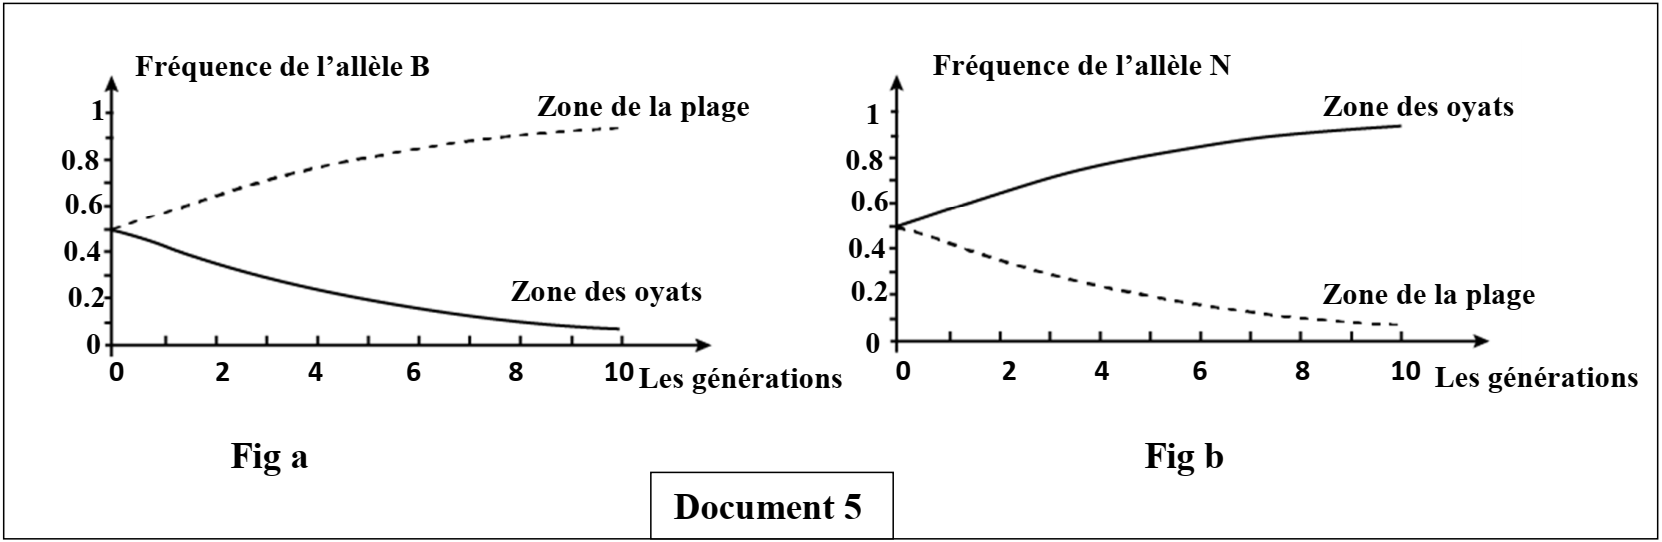 Fréquence de l'allèle B
1
0.8
0.6
0.4
0.2
0
Zone de la plage
Zone des oyats
0 2 4 6 8 10 Les générations
Fig a
Fréquence de l'allèle N
1
0.8
0.6
0.4
0.2
0
Zone des oyats
Zone de la plage
0 2 4 6 8 10 Les générations
Fig b
Document 5